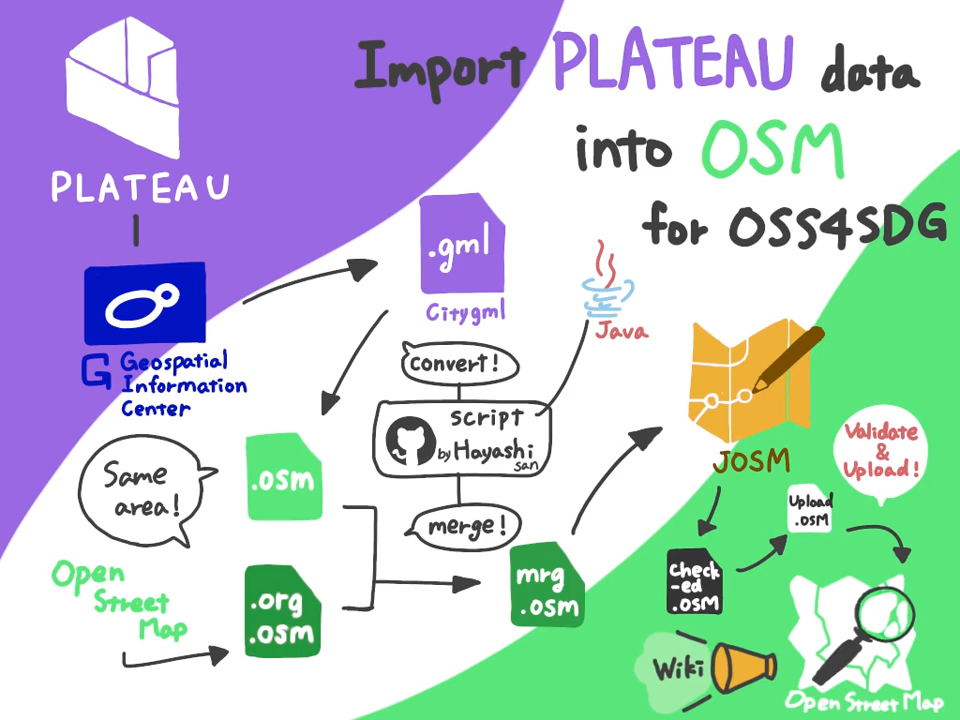 Import PLATEAU data
into OSM
for OSS4SDG
PLATEAU
G Geospatial
Information
Center
.gml
Citygml
Java
convert!
script
by Hayashi
san
merge!
Same
area!
.osm
Open
Street
Map
.org
.osm
mrg
.osm
JOSM
Validate
&
Upload!
Upload
.OSM
check
-ed
.OSM
Wiki
Open Street Map